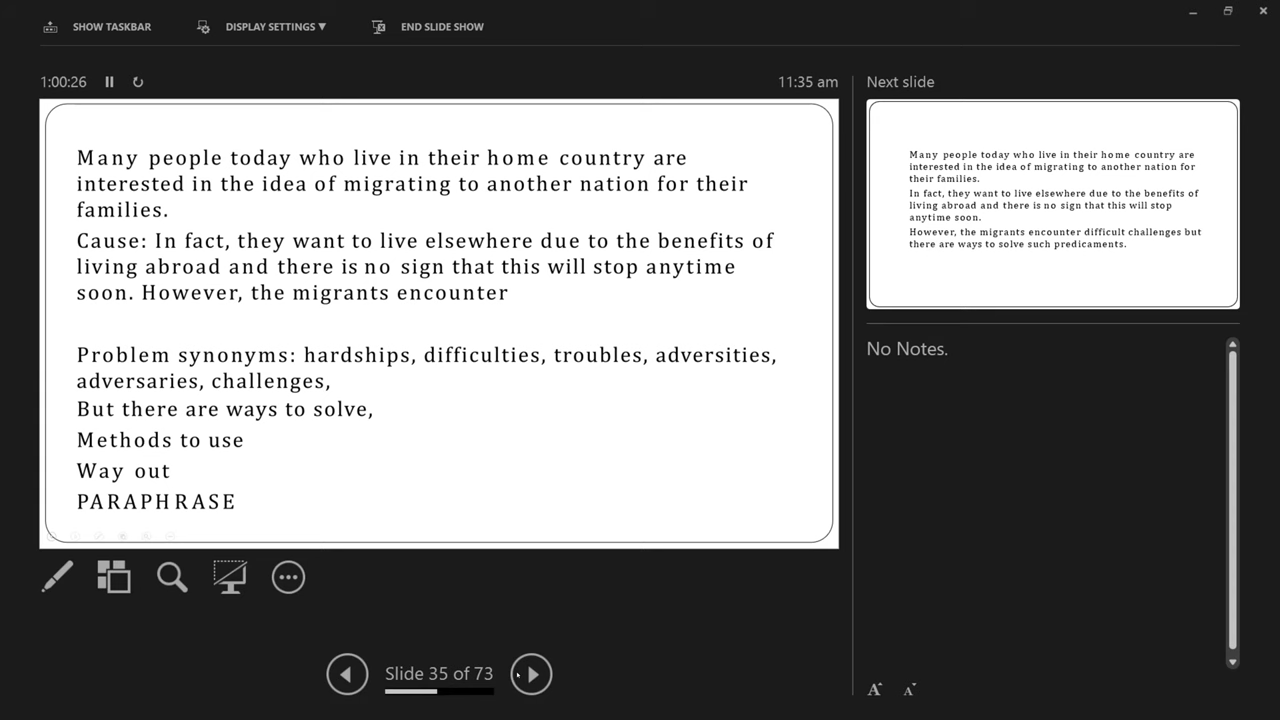 SHOW TASKBAR
DISPLAY SETTINGS ▼
END SLIDE SHOW
1:00:26
11:35 am
Many people today who live in their home country are
interested in the idea of migrating to another nation for their
families.
Cause: In fact, they want to live elsewhere due to the benefits of
living abroad and there is no sign that this will stop anytime
soon. However, the migrants encounter
Problem synonyms: hardships, difficulties, troubles, adversities,
adversaries, challenges,
But there are ways to solve,
Methods to use
Way out
PARAPHRASE
Slide 35 of 73
Next slide
Many people today who live in their home country are
interested in the idea of migrating to another nation for
their families.
In fact, they want to live elsewhere due to the benefits of
living abroad and there is no sign that this will stop
anytime soon.
However, the migrants encounter difficult challenges but
there are ways to solve such predicaments.
No Notes.
A A